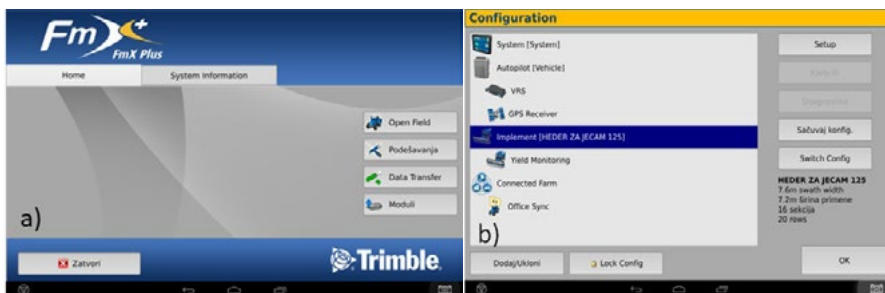 Fmx+
FmX Plus
Home
System Information
Open Field
Podešavanja
Data Transfer
Moduli
a)
Zatvori
Trimble
Configuration
System [System]
Autopilot [Vehicle]
VRS
GPS Receiver
Implement [HEDER ZA JECAM 125]
Yield Monitoring
Connected Farm
Office Sync
b)
Dodaj/Ukloni
Lock Config
Setup
Sačuvaj konfig.
Switch Config
HEDER ZA JECAM 125
7.6m swath width
7.2m širina primene
16 sekcija
20 rows
OK